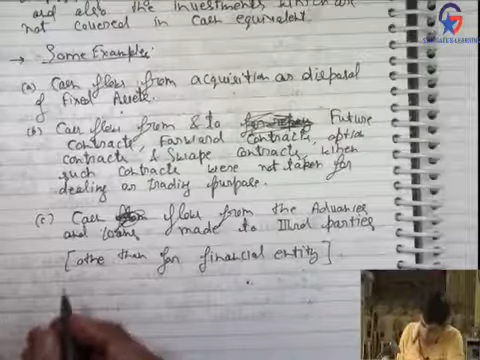 and also the investments which are
not covered in cash equivalent
→ Some Examples:
(a) Cash flows from acquisition or disposal
of Fixed Assets.
(b) Cash flow from & to Future
contracts, Forward contracts, option
contracts & Swaps contracts, when
such contracts were not taken for
dealing or trading purpose.
(c) Cash flow from the Advances
and loans made to IIIrd parties
[other than for financial entity].